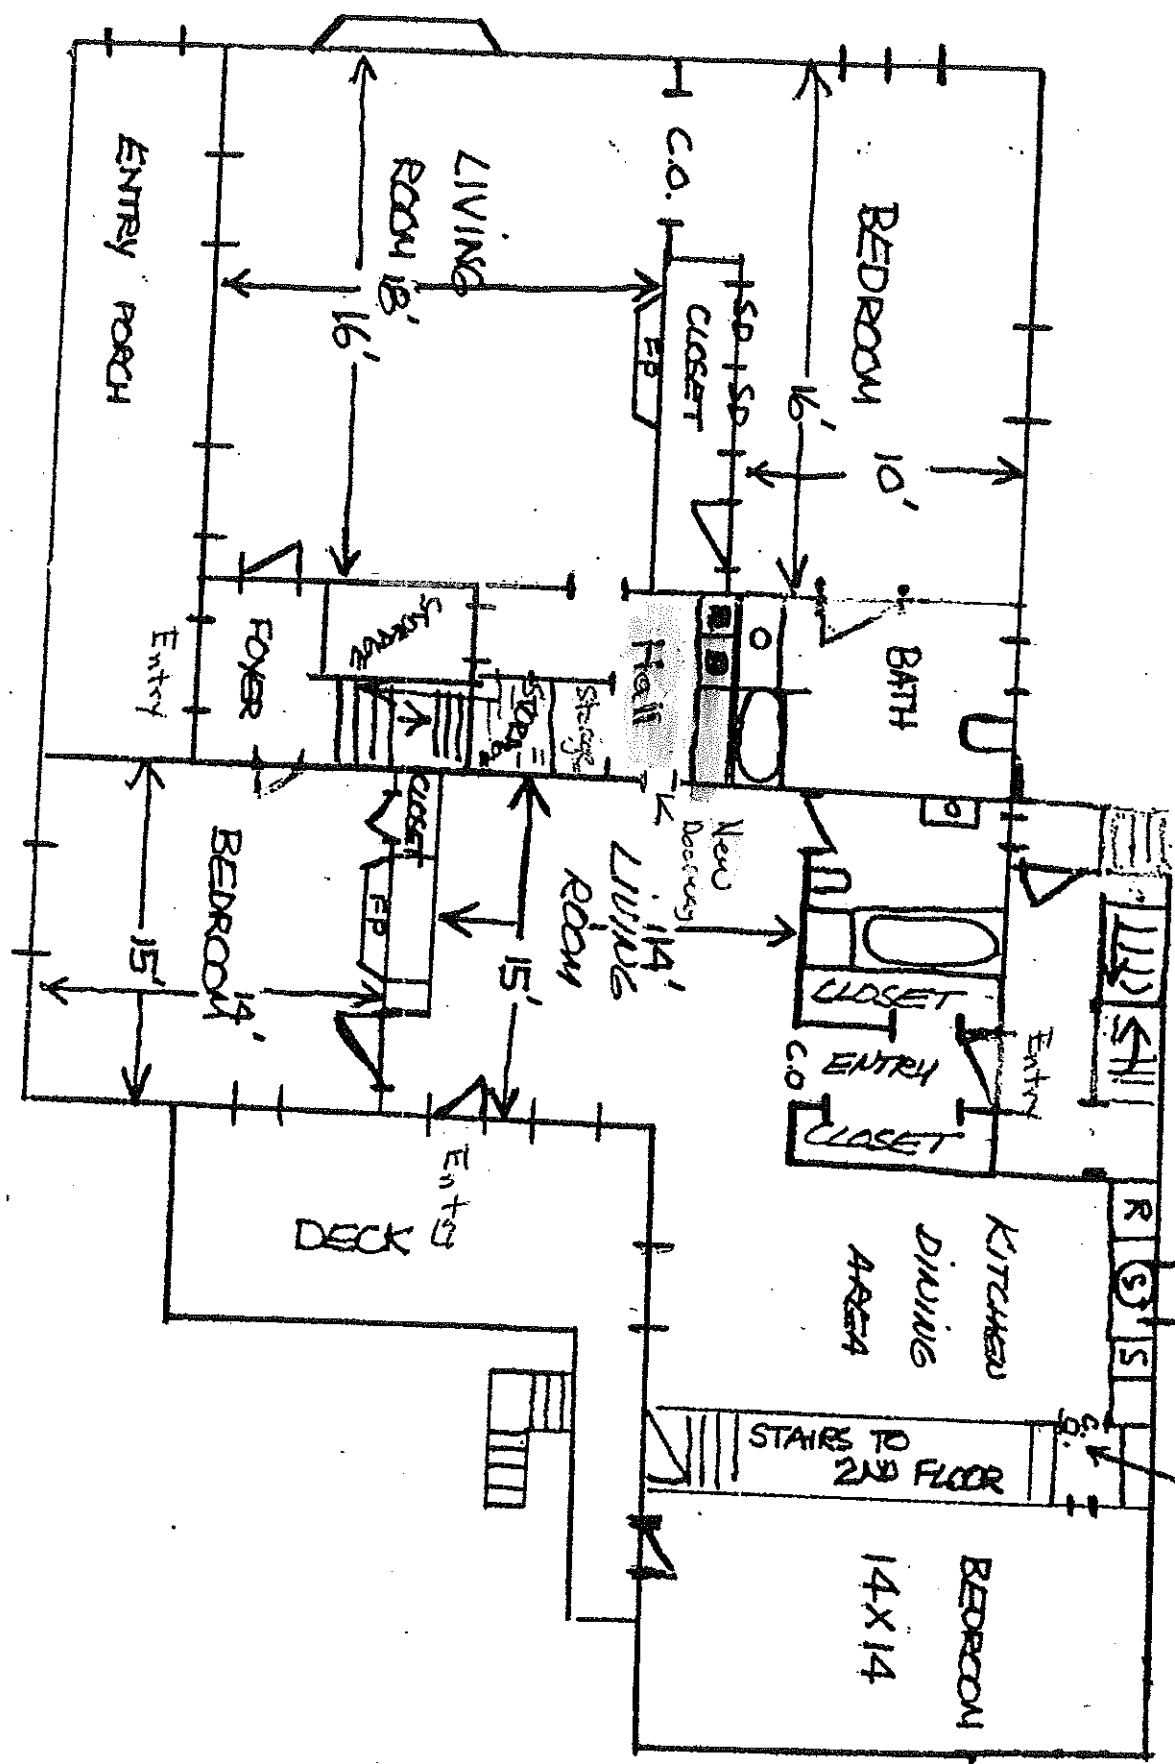 BEDROOM
10'
16'
C.O.
SD
SD
CLOSET
FP
LIVING
ROOM 18'
16'
ENTRY PORCH
BATH
Hall
STORAGE
Storage
FOYER
Entry
New
Doorway
LIVING
ROOM
14'
15'
CLOSET
FP
BEDROOM
14'
15'
CLOSET
ENTRY
Entry
C.O
CLOSET
Entry
DECK
KITCHEN
DINING
AREA
R
S
S
C.
O.
STAIRS TO
2ND FLOOR
BEDROOM
14X14